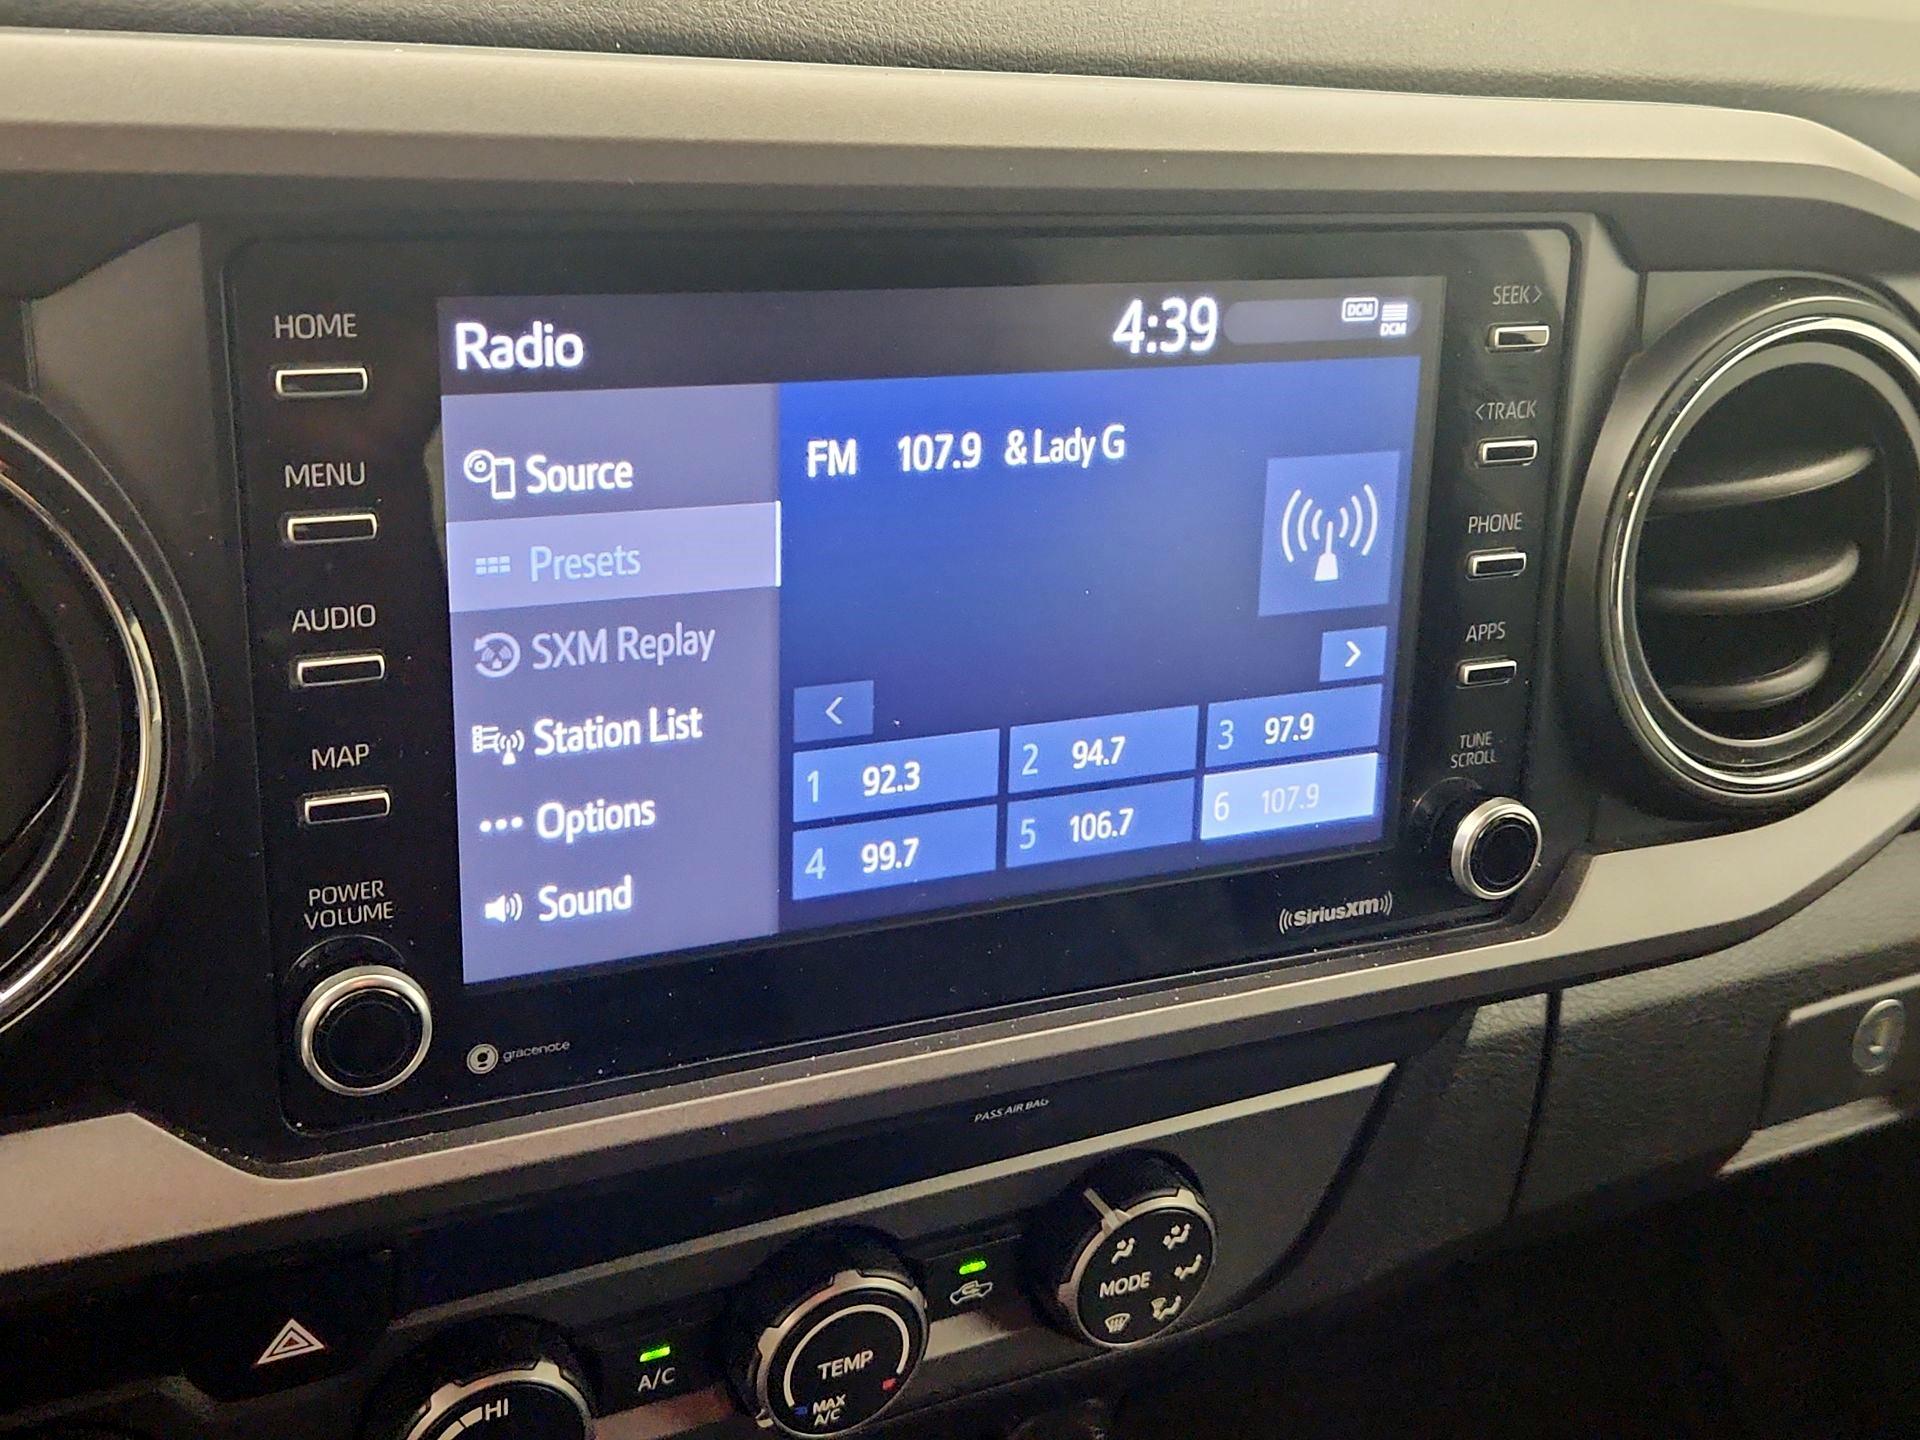 HOME
MENU
AUDIO
MAP
POWER
VOLUME
Radio
4:39
DCM
DCM
Source
Presets
SXM Replay
Station List
Options
Sound
FM 107.9 & Lady G
<
>
1 92.3
2 94.7
3 97.9
4 99.7
5 106.7
6 107.9
SEEK>
<TRACK
PHONE
APPS
TUNE
SCROLL
gracenote
((SiriusXM))
PASS AIR BAG
HI
A/C
TEMP
MAX
A/C
MODE